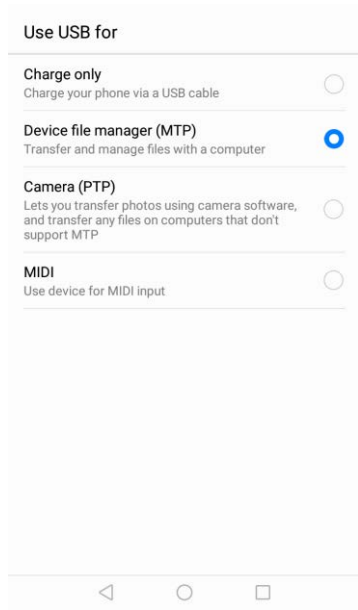 Use USB for
Charge only
Charge your phone via a USB cable
Device file manager (MTP)
Transfer and manage files with a computer
Camera (PTP)
Lets you transfer photos using camera software,
and transfer any files on computers that don't
support MTP
MIDI
Use device for MIDI input